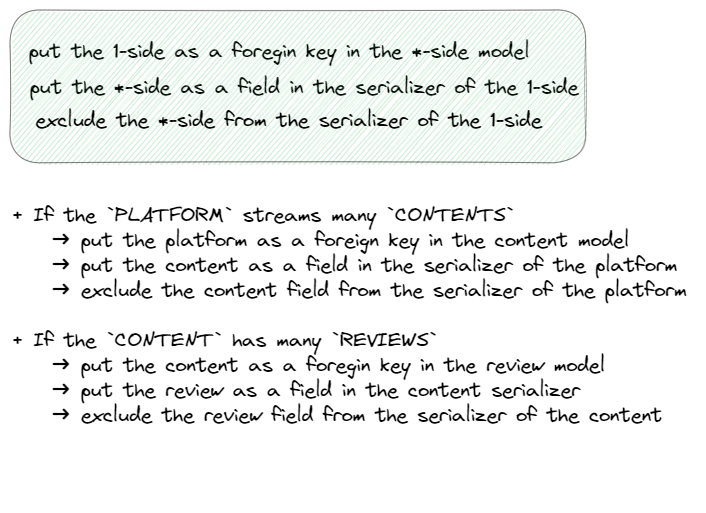 put the 1-side as a foregin key in the *-side model
put the *-side as a field in the serializer of the 1-side
exclude the *-side from the serializer of the 1-side
+ If the `PLATFORM` streams many `CONTENTS`
→ put the platform as a foreign key in the content model
→ put the content as a field in the serializer of the platform
→ exclude the content field from the serializer of the platform
+ If the `CONTENT` has many `REVIEWS`
→ put the content as a foregin key in the review model
→ put the review as a field in the content serializer
→ exclude the review field from the serializer of the content